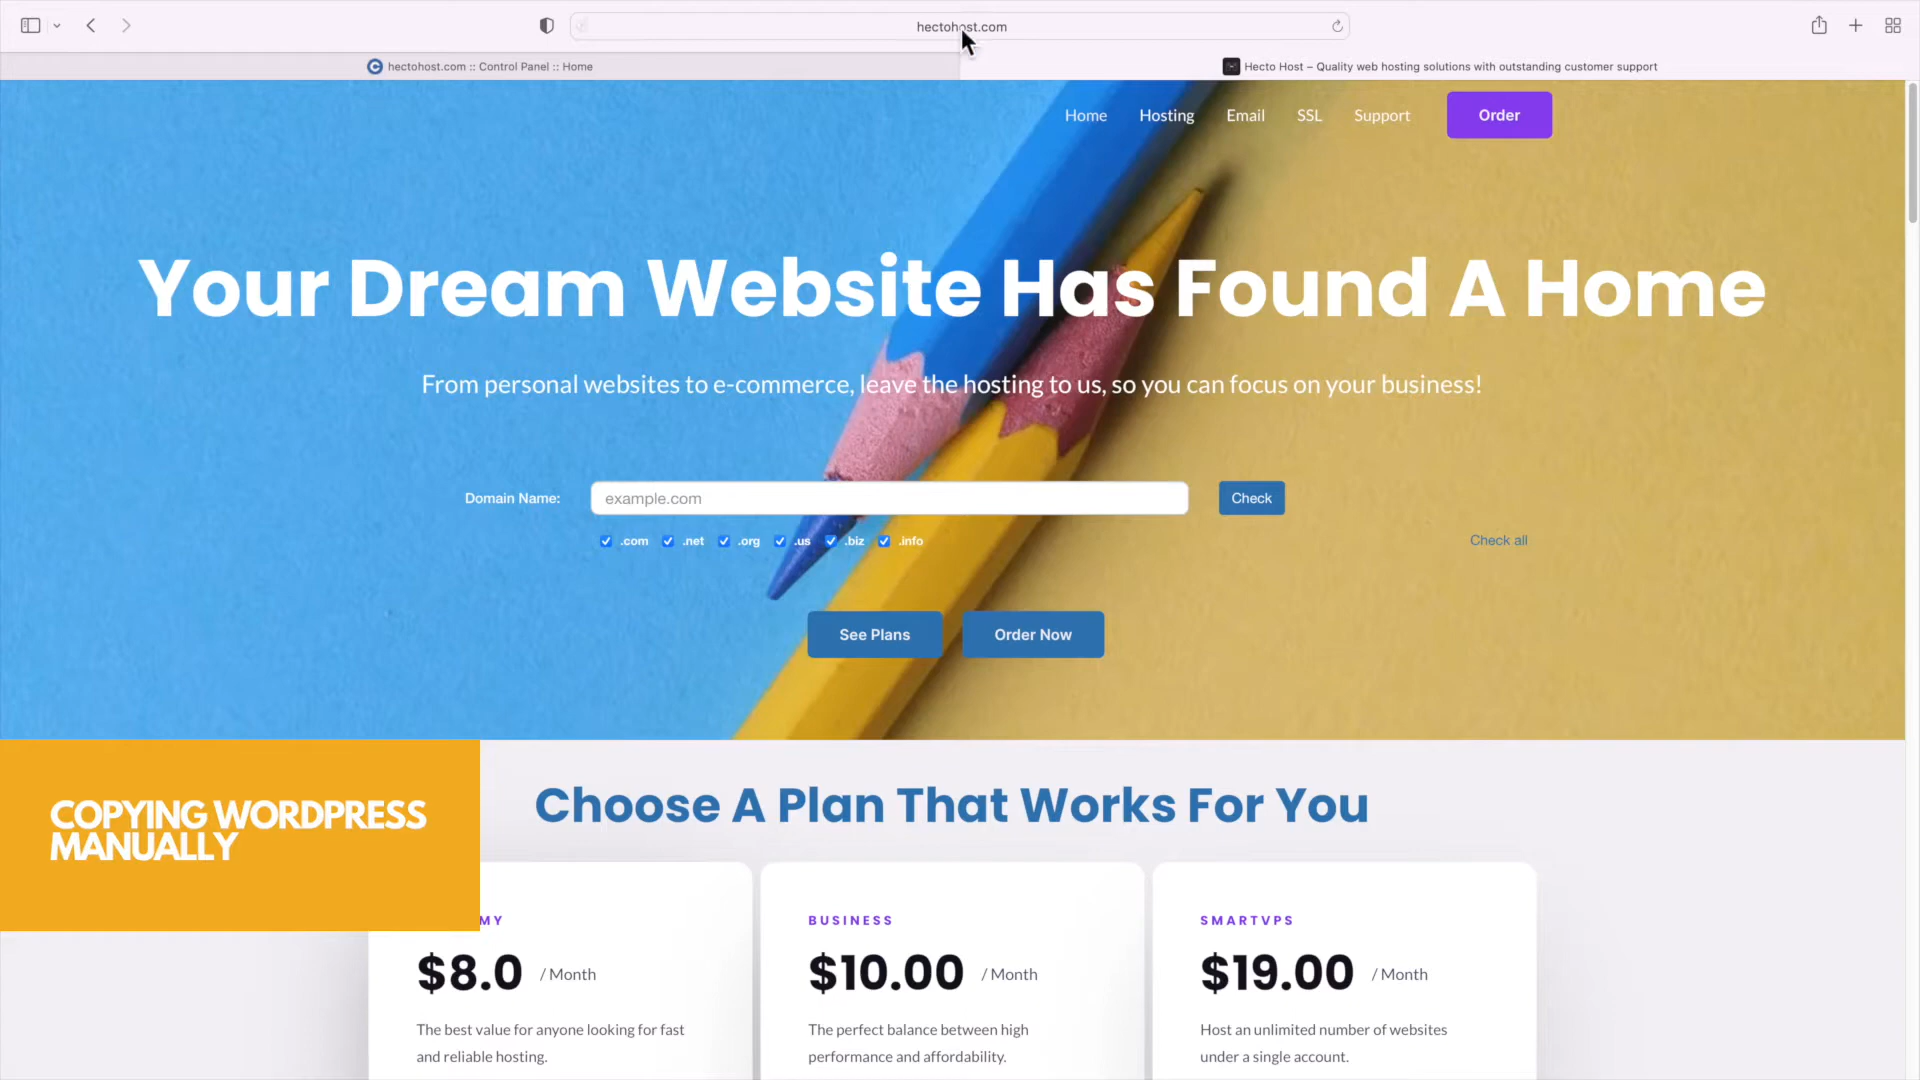 hectohost.com
hectohost.com :: Control Panel :: Home
Hecto Host – Quality web hosting solutions with outstanding customer support
Home Hosting Email SSL Support Order
Your Dream Website Has Found A Home
From personal websites to e-commerce, leave the hosting to us, so you can focus on your business!
Domain Name: example.com Check
.com .net .org .us .biz .info Check all
See Plans Order Now
Choose A Plan That Works For You
COPYING WORDPRESS
MANUALLY
MY
$8.0 / Month
The best value for anyone looking for fast
and reliable hosting.
BUSINESS
$10.00 / Month
The perfect balance between high
performance and affordability.
SMARTVPS
$19.00 / Month
Host an unlimited number of websites
under a single account.